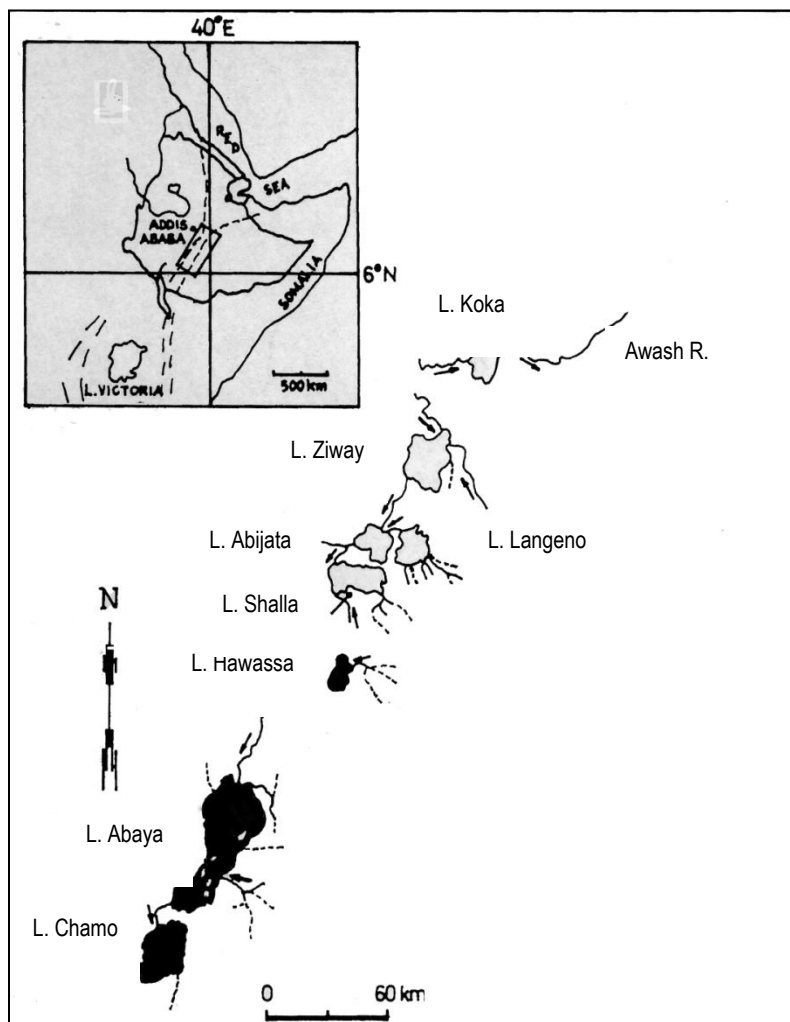 40°E
RED
SEA
ADDIS
ABABA
6°N
SOMALIA
L.VICTORIA
500 km
L. Koka
Awash R.
L. Ziway
L. Abijata
L. Langeno
L. Shalla
N
L. Hawassa
L. Abaya
L. Chamo
0 60 km